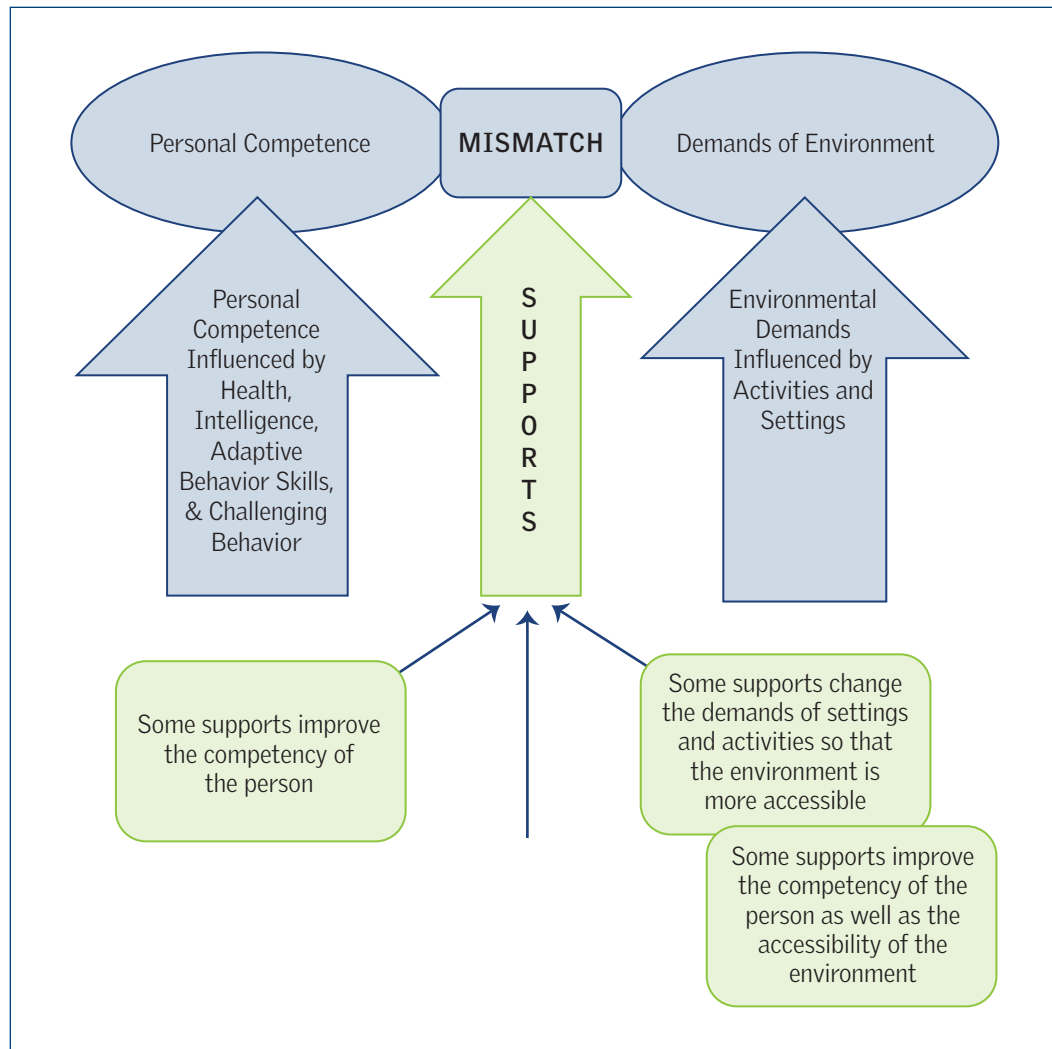 Personal Competence
MISMATCH
Demands of Environment
Personal
Competence
Influenced by
Health,
Intelligence,
Adaptive
Behavior Skills,
& Challenging
Behavior
S
U
P
P
O
R
T
S
Environmental
Demands
Influenced by
Activities and
Settings
Some supports improve
the competency of
the person
Some supports change
the demands of settings
and activities so that
the environment is
more accessible
Some supports improve
the competency of the
person as well as the
accessibility of the
environment